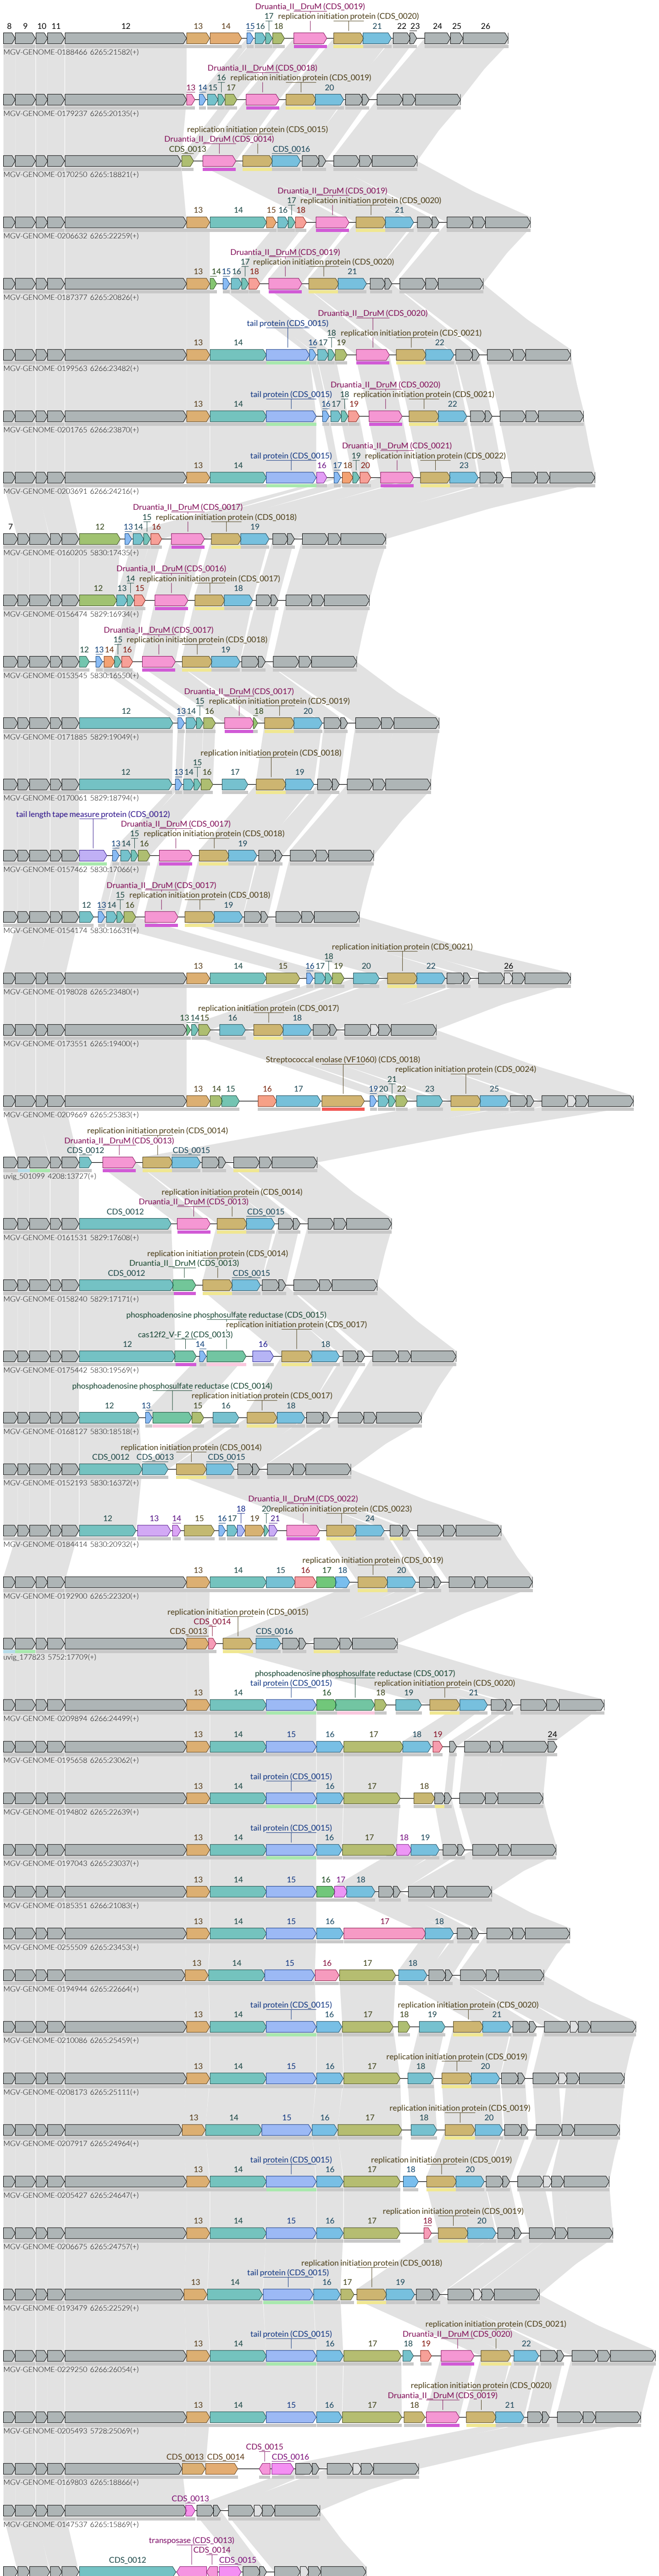 Druantia_II__DruM (CDS_0019)
17 replication initiation protein (CDS_0020)
8 9 10 11 12 13 14 15 16 18 21 22 23 24 25 26
MGV-GENOME-0188466 6265:21582(+)
Druantia_II__DruM (CDS_0018)
16 replication initiation protein (CDS_0019)
13 14 15 17 20
MGV-GENOME-0179237 6265:20135(+)
replication initiation protein (CDS_0015)
Druantia_II__DruM (CDS_0014)
CDS_0013 CDS_0016
MGV-GENOME-0170250 6265:18821(+)
Druantia_II__DruM (CDS_0019)
17 replication initiation protein (CDS_0020)
13 14 15 16 18 21
MGV-GENOME-0206632 6265:22259(+)
Druantia_II__DruM (CDS_0019)
17 replication initiation protein (CDS_0020)
13 14 15 16 18 21
MGV-GENOME-0187377 6265:20826(+)
Druantia_II__DruM (CDS_0020)
tail protein (CDS_0015)
18 replication initiation protein (CDS_0021)
13 14 16 17 19 22
MGV-GENOME-0199563 6266:23482(+)
Druantia_II__DruM (CDS_0020)
tail protein (CDS_0015) 18 replication initiation protein (CDS_0021)
13 14 16 17 19 22
MGV-GENOME-0201765 6266:23870(+)
Druantia_II__DruM (CDS_0021)
tail protein (CDS_0015) 19 replication initiation protein (CDS_0022)
13 14 16 17 18 20 23
MGV-GENOME-0203691 6266:24216(+)
Druantia_II__DruM (CDS_0017)
15 replication initiation protein (CDS_0018)
7 12 13 14 16 19
MGV-GENOME-0160205 5830:17435(+)
Druantia_II__DruM (CDS_0016)
14 replication initiation protein (CDS_0017)
12 13 15 18
MGV-GENOME-0156474 5829:16934(+)
Druantia_II__DruM (CDS_0017)
15 replication initiation protein (CDS_0018)
12 13 14 16 19
MGV-GENOME-0153545 5830:16550(+)
Druantia_II__DruM (CDS_0017)
15 replication initiation protein (CDS_0019)
12 13 14 16 18 20
MGV-GENOME-0171885 5829:19049(+)
replication initiation protein (CDS_0018)
15
12 13 14 16 17 19
MGV-GENOME-0170061 5829:18794(+)
tail length tape measure protein (CDS_0012)
Druantia_II__DruM (CDS_0017)
15 replication initiation protein (CDS_0018)
13 14 16 19
MGV-GENOME-0157462 5830:17066(+)
Druantia_II__DruM (CDS_0017)
15 replication initiation protein (CDS_0018)
12 13 14 16 19
MGV-GENOME-0154174 5830:16631(+)
replication initiation protein (CDS_0021)
18
13 14 15 16 17 19 20 22 26
MGV-GENOME-0198028 6265:23480(+)
replication initiation protein (CDS_0017)
13 14 15 16 18
MGV-GENOME-0173551 6265:19400(+)
Streptococcal enolase (VF1060) (CDS_0018)
replication initiation protein (CDS_0024)
21
13 14 15 16 17 19 20 22 23 25
MGV-GENOME-0209669 6265:25383(+)
replication initiation protein (CDS_0014)
Druantia_II__DruM (CDS_0013)
CDS_0012 CDS_0015
uvig_501099 4208:13727(+)
replication initiation protein (CDS_0014)
Druantia_II__DruM (CDS_0013)
CDS_0012 CDS_0015
MGV-GENOME-0161531 5829:17608(+)
replication initiation protein (CDS_0014)
Druantia_II__DruM (CDS_0013)
CDS_0012 CDS_0015
MGV-GENOME-0158240 5829:17171(+)
phosphoadenosine phosphosulfate reductase (CDS_0015)
replication initiation protein (CDS_0017)
cas12f2_V-F_2 (CDS_0013)
12 14 16 18
MGV-GENOME-0175442 5830:19569(+)
phosphoadenosine phosphosulfate reductase (CDS_0014)
replication initiation protein (CDS_0017)
12 13 15 16 18
MGV-GENOME-0168127 5830:18518(+)
replication initiation protein (CDS_0014)
CDS_0012 CDS_0013 CDS_0015
MGV-GENOME-0152193 5830:16372(+)
Druantia_II__DruM (CDS_0022)
18 20 replication initiation protein (CDS_0023)
12 13 14 15 16 17 19 21 24
MGV-GENOME-0184414 5830:20932(+)
replication initiation protein (CDS_0019)
13 14 15 16 17 18 20
MGV-GENOME-0192900 6265:22320(+)
replication initiation protein (CDS_0015)
CDS_0014
CDS_0013 CDS_0016
uvig_177823 5752:17709(+)
phosphoadenosine phosphosulfate reductase (CDS_0017)
tail protein (CDS_0015) replication initiation protein (CDS_0020)
13 14 16 18 19 21
MGV-GENOME-0209894 6266:24499(+)
13 14 15 16 17 18 19 24
MGV-GENOME-0195658 6265:23062(+)
tail protein (CDS_0015)
13 14 16 17 18
MGV-GENOME-0194802 6265:22639(+)
tail protein (CDS_0015)
13 14 16 17 18 19
MGV-GENOME-0197043 6265:23037(+)
13 14 15 16 17 18
MGV-GENOME-0185351 6266:21083(+)
13 14 15 16 17 18
MGV-GENOME-0255509 6265:23453(+)
13 14 15 16 17 18
MGV-GENOME-0194944 6265:22664(+)
tail protein (CDS_0015) replication initiation protein (CDS_0020)
13 14 16 17 18 19 21
MGV-GENOME-0210086 6265:25459(+)
replication initiation protein (CDS_0019)
13 14 15 16 17 18 20
MGV-GENOME-0208173 6265:25111(+)
replication initiation protein (CDS_0019)
13 14 15 16 17 18 20
MGV-GENOME-0207917 6265:24964(+)
tail protein (CDS_0015) replication initiation protein (CDS_0019)
13 14 16 17 18 20
MGV-GENOME-0205427 6265:24647(+)
replication initiation protein (CDS_0019)
13 14 15 16 17 18 20
MGV-GENOME-0206675 6265:24757(+)
replication initiation protein (CDS_0018)
tail protein (CDS_0015)
13 14 16 17 19
MGV-GENOME-0193479 6265:22529(+)
replication initiation protein (CDS_0021)
tail protein (CDS_0015) Druantia_II__DruM (CDS_0020)
13 14 16 17 18 19 22
MGV-GENOME-0229250 6266:26054(+)
replication initiation protein (CDS_0020)
Druantia_II__DruM (CDS_0019)
13 14 15 16 17 18 21
MGV-GENOME-0205493 5728:25069(+)
CDS_0015
CDS_0013 CDS_0014 CDS_0016
MGV-GENOME-0169803 6265:18866(+)
CDS_0013
MGV-GENOME-0147537 6265:15869(+)
transposase (CDS_0013)
CDS_0014
CDS_0012 CDS_0015